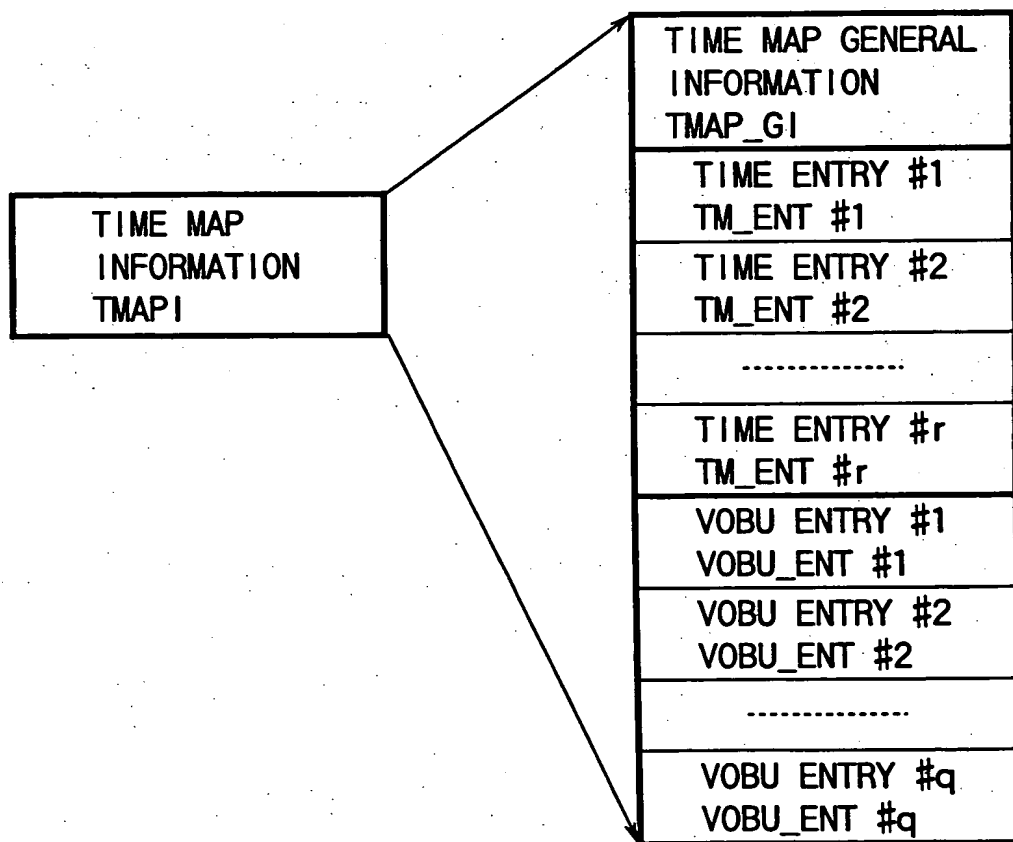 TIME MAP
INFORMATION
TMAPI
TIME MAP GENERAL
INFORMATION
TMAP_GI
TIME ENTRY #1
TM_ENT #1
TIME ENTRY #2
TM_ENT #2
TIME ENTRY #r
TM_ENT #r
VOBU ENTRY #1
VOBU_ENT #1
VOBU ENTRY #2
VOBU_ENT #2
VOBU ENTRY #q
VOBU_ENT #q